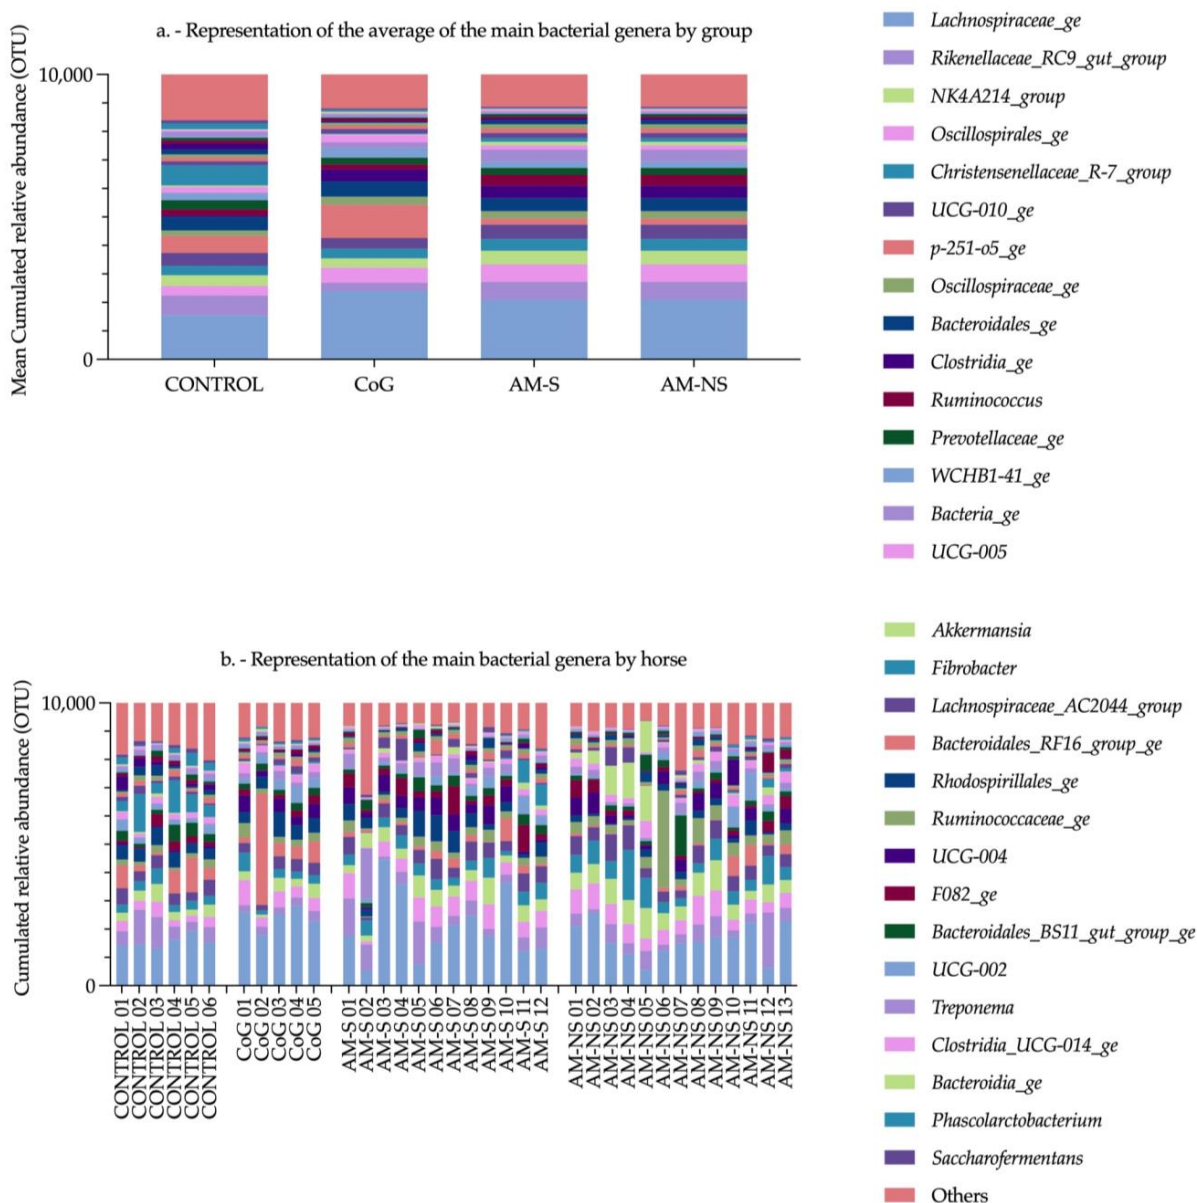 a. - Representation of the average of the main bacterial genera by group
Mean Cumulated relative abundance (OTU)
10,000
0
CONTROL
CoG
AM-S
AM-NS
Lachnospiraceae_ge
Rikenellaceae_RC9_gut_group
NK4A214_group
Oscillospirales_ge
Christensenellaceae_R-7_group
UCG-010_ge
p-251-o5_ge
Oscillospiraceae_ge
Bacteroidales_ge
Clostridia_ge
Ruminococcus
Prevotellaceae_ge
WCHB1-41_ge
Bacteria_ge
UCG-005
b. - Representation of the main bacterial genera by horse
Cumulated relative abundance (OTU)
10,000
0
CONTROL 01
CONTROL 02
CONTROL 03
CONTROL 04
CONTROL 05
CONTROL 06
CoG 01
CoG 02
CoG 03
CoG 04
CoG 05
AM-S 01
AM-S 02
AM-S 03
AM-S 04
AM-S 05
AM-S 06
AM-S 07
AM-S 08
AM-S 09
AM-S 10
AM-S 11
AM-S 12
AM-NS 01
AM-NS 02
AM-NS 03
AM-NS 04
AM-NS 05
AM-NS 06
AM-NS 07
AM-NS 08
AM-NS 09
AM-NS 10
AM-NS 11
AM-NS 12
AM-NS 13
Akkermansia
Fibrobacter
Lachnospiraceae_AC2044_group
Bacteroidales_RF16_group_ge
Rhodospirillales_ge
Ruminococcaceae_ge
UCG-004
F082_ge
Bacteroidales_BS11_gut_group_ge
UCG-002
Treponema
Clostridia_UCG-014_ge
Bacteroidia_ge
Phascolarctobacterium
Saccharofermentans
Others